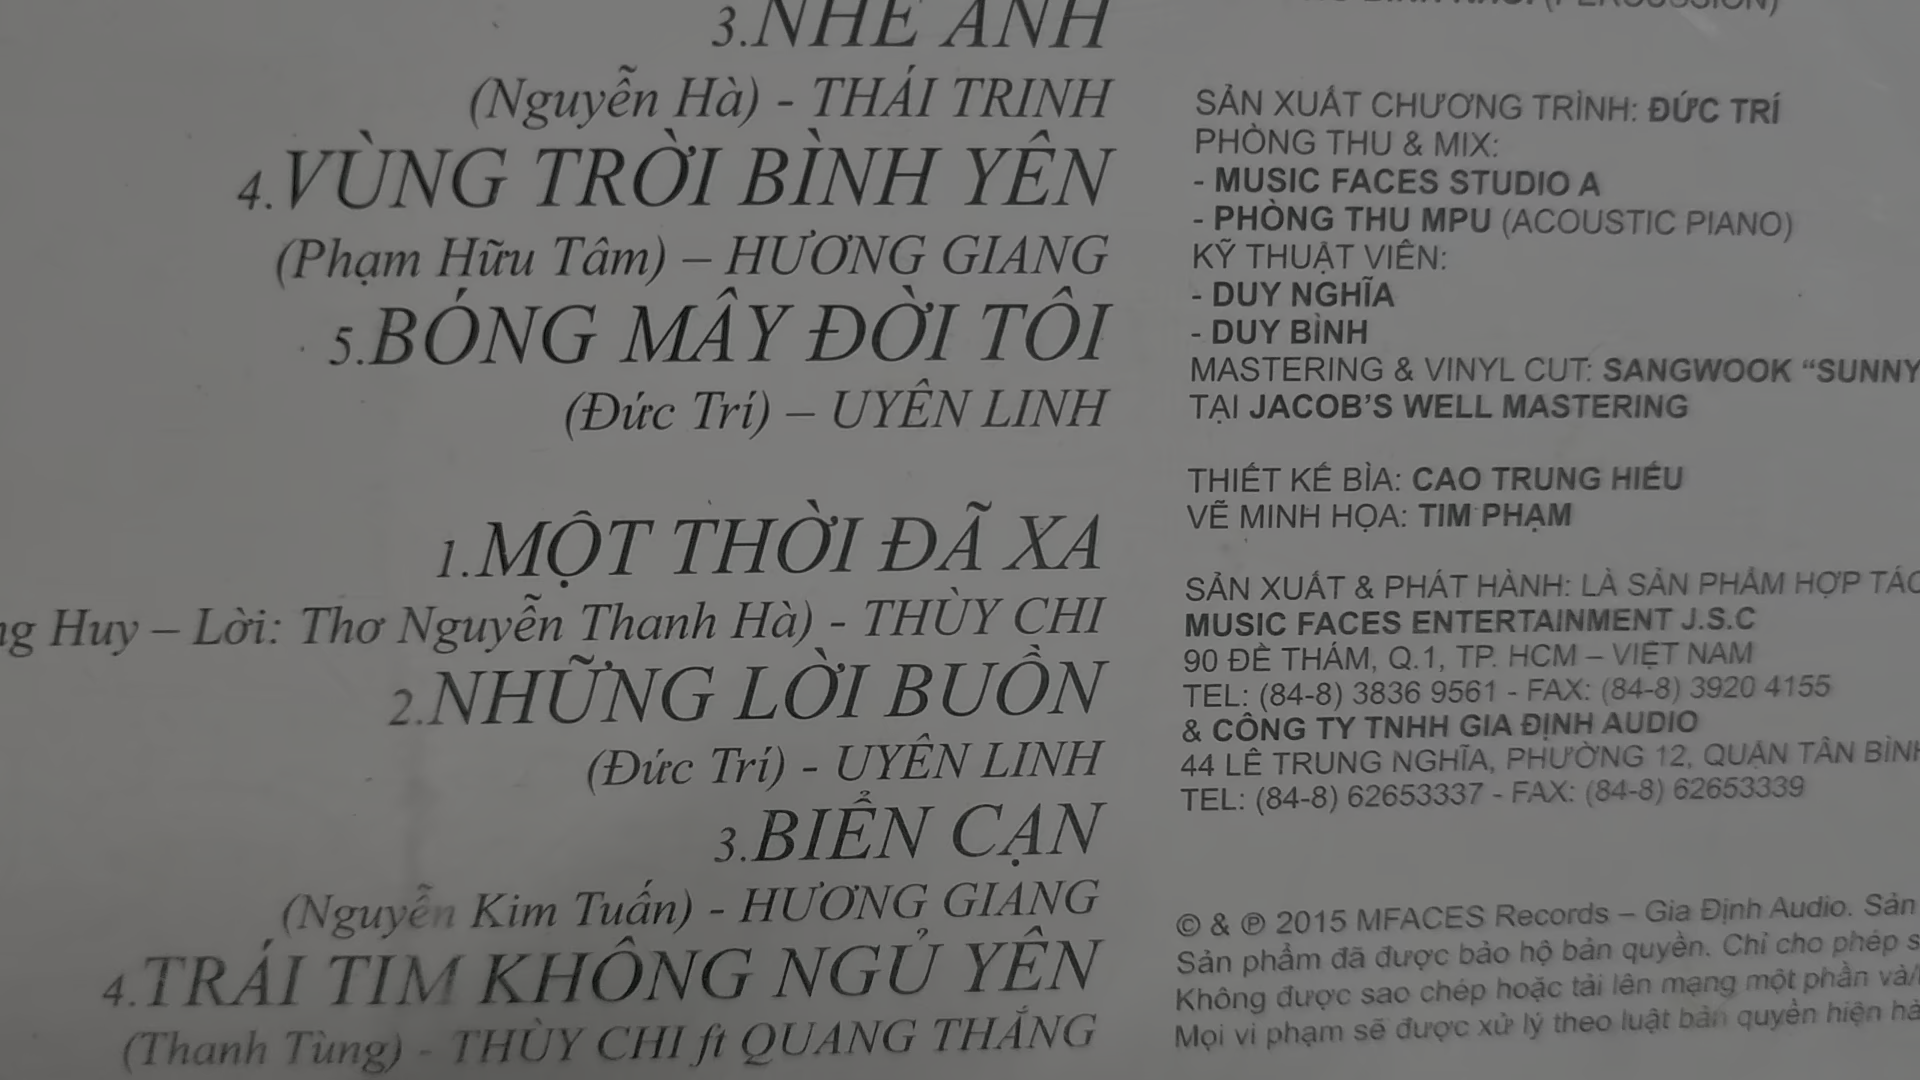 3.NHÉ ANH
(Nguyễn Hà) - THÁI TRINH
4.VÙNG TRỜI BÌNH YÊN
(Phạm Hữu Tâm) – HƯƠNG GIANG
5.BÓNG MÂY ĐỜI TÔI
(Đức Trí) – UYÊN LINH
1.MỘT THỜI ĐÃ XA
Huy – Lời: Thơ Nguyễn Thanh Hà) - THÙY CHI
2.NHỮNG LỜI BUỒN
(Đức Trí) - UYÊN LINH
3.BIỂN CẠN
(Nguyễn Kim Tuấn) - HƯƠNG GIANG
4.TRÁI TIM KHÔNG NGỦ YÊN
(Thanh Tùng) - THÙY CHI ft QUANG THẮNG
(PERCUSSION)
SẢN XUẤT CHƯƠNG TRÌNH: ĐỨC TRÍ
PHÒNG THU & MIX:
- MUSIC FACES STUDIO A
- PHÒNG THU MPU (ACOUSTIC PIANO)
KỸ THUẬT VIÊN:
- DUY NGHĨA
- DUY BÌNH
MASTERING & VINYL CUT: SANGWOOK “SUNNY
TẠI JACOB’S WELL MASTERING
THIẾT KẾ BÌA: CAO TRUNG HIẾU
VẼ MINH HỌA: TIM PHẠM
SẢN XUẤT & PHÁT HÀNH: LÀ SẢN PHẨM HỢP TÁC
MUSIC FACES ENTERTAINMENT J.S.C
90 ĐỀ THÁM, Q.1, TP. HCM – VIỆT NAM
TEL: (84-8) 3836 9561 - FAX: (84-8) 3920 4155
& CÔNG TY TNHH GIA ĐỊNH AUDIO
44 LÊ TRUNG NGHĨA, PHƯỜNG 12, QUẬN TÂN BÌNH
TEL: (84-8) 62653337 - FAX: (84-8) 62653339
© & ℗ 2015 MFACES Records – Gia Định Audio. Sản
Sản phẩm đã được bảo hộ bản quyền. Chỉ cho phép
Không được sao chép hoặc tải lên mạng một phần và/
Mọi vi phạm sẽ được xử lý theo luật bản quyền hiện